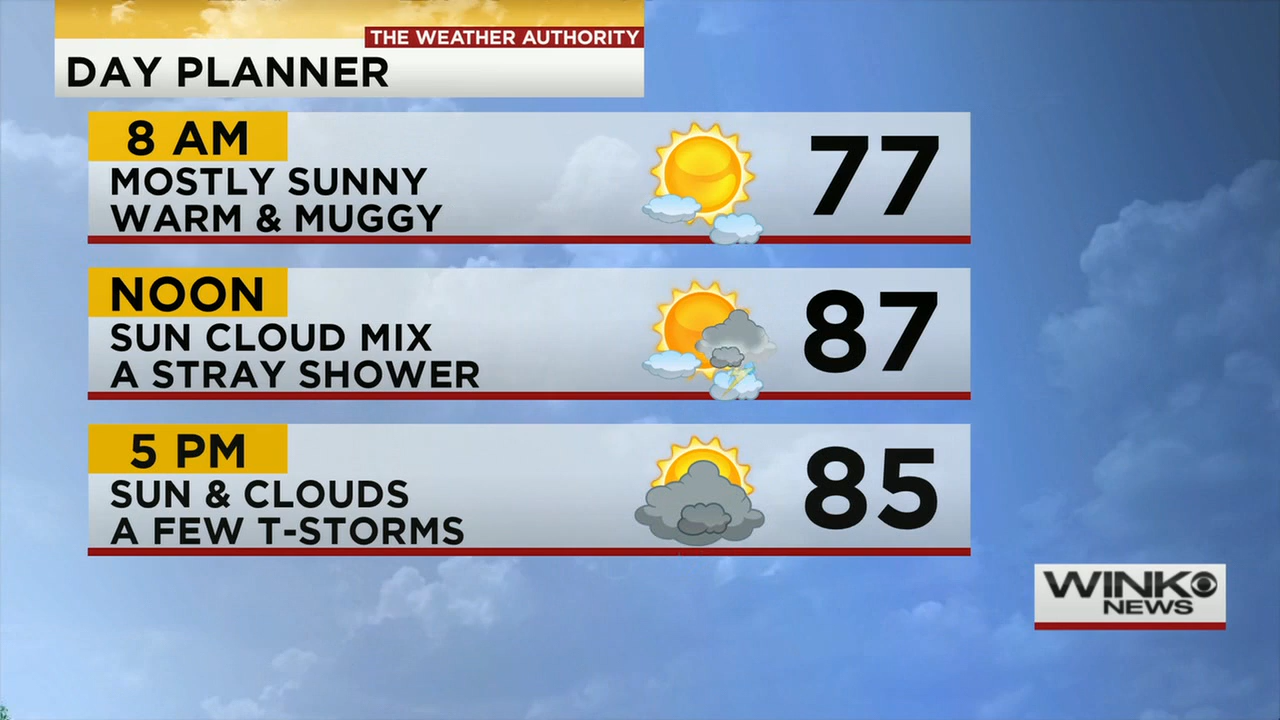 THE WEATHER AUTHORITY
DAY PLANNER
8 AM
MOSTLY SUNNY
WARM & MUGGY
77
NOON
SUN CLOUD MIX
A STRAY SHOWER
87
5 PM
SUN & CLOUDS
A FEW T-STORMS
85
WINK
NEWS